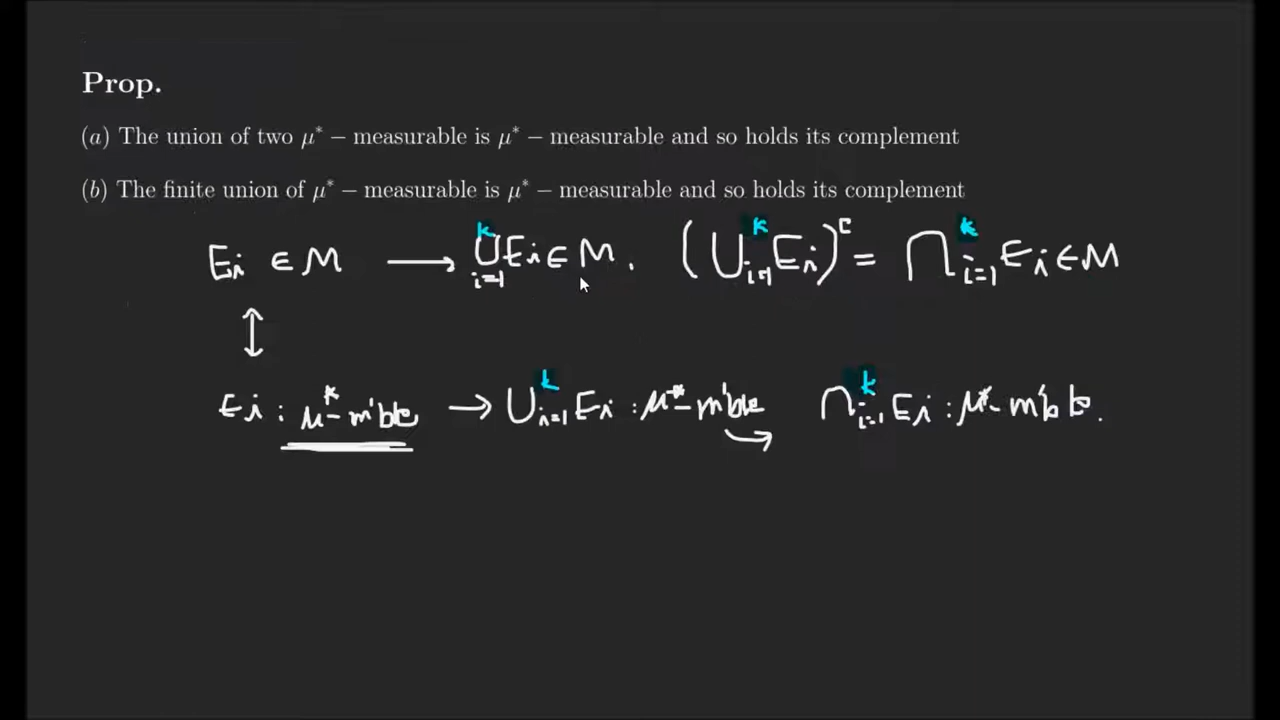 Prop.
(a) The union of two μ* − measurable is μ* − measurable and so holds its complement
(b) The finite union of μ* − measurable is μ* − measurable and so holds its complement
Ei ∈ M → ⋃_{i=1}^{k} Ei ∈ M. (⋃_{i=1}^{k} Ei)^c = ⋂_{i=1}^{k} Ei ∈ M
↕
Ei : μ*-m'ble → ⋃_{i=1}^{k} Ei : μ*-m'ble → ⋂_{i=1}^{k} Ei : μ*-m'ble.